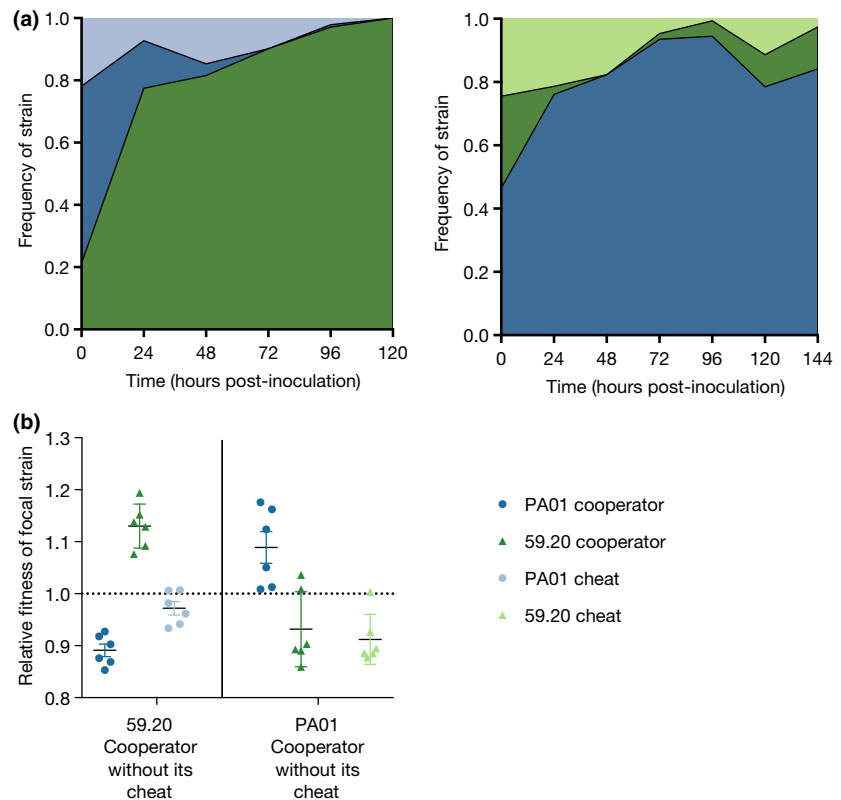 (a)
Frequency of strain
1.0
0.8
0.6
0.4
0.2
0.0
0 24 48 72 96 120
Time (hours post-inoculation)
Frequency of strain
1.0
0.8
0.6
0.4
0.2
0.0
0 24 48 72 96 120 144
Time (hours post-inoculation)
(b)
Relative fitness of focal strain
1.3
1.2
1.1
1.0
0.9
0.8
59.20
Cooperator
without its
cheat
PA01
Cooperator
without its
cheat
PA01 cooperator
59.20 cooperator
PA01 cheat
59.20 cheat